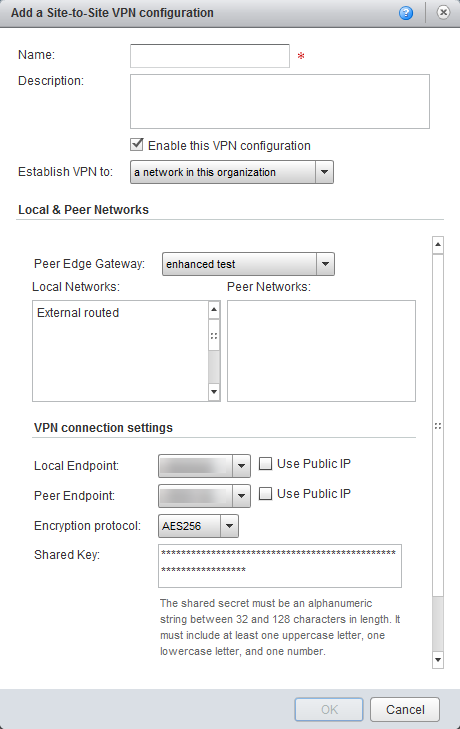 Add a Site-to-Site VPN configuration
Name:
*
Description:
Enable this VPN configuration
Establish VPN to: a network in this organization
Local & Peer Networks
Peer Edge Gateway: enhanced test
Local Networks: Peer Networks:
External routed
VPN connection settings
Local Endpoint: Use Public IP
Peer Endpoint: Use Public IP
Encryption protocol: AES256
Shared Key: ***********************************************
*****************
The shared secret must be an alphanumeric
string between 32 and 128 characters in length. It
must include at least one uppercase letter, one
lowercase letter, and one number.
OK Cancel